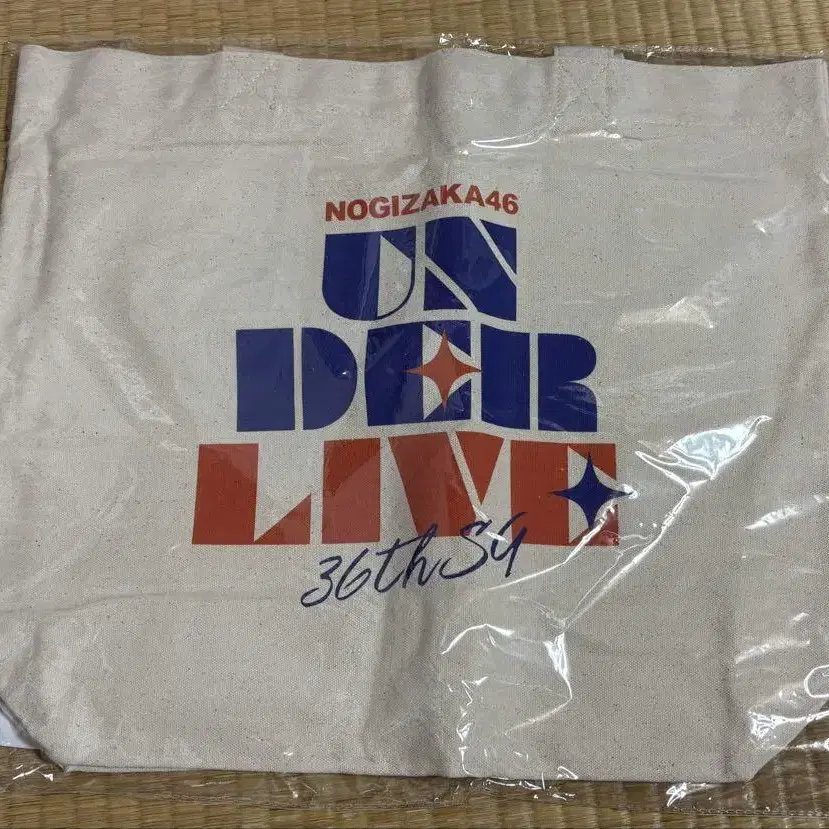 NOGIZAKA46
UN
DER
LIVE
36thSG